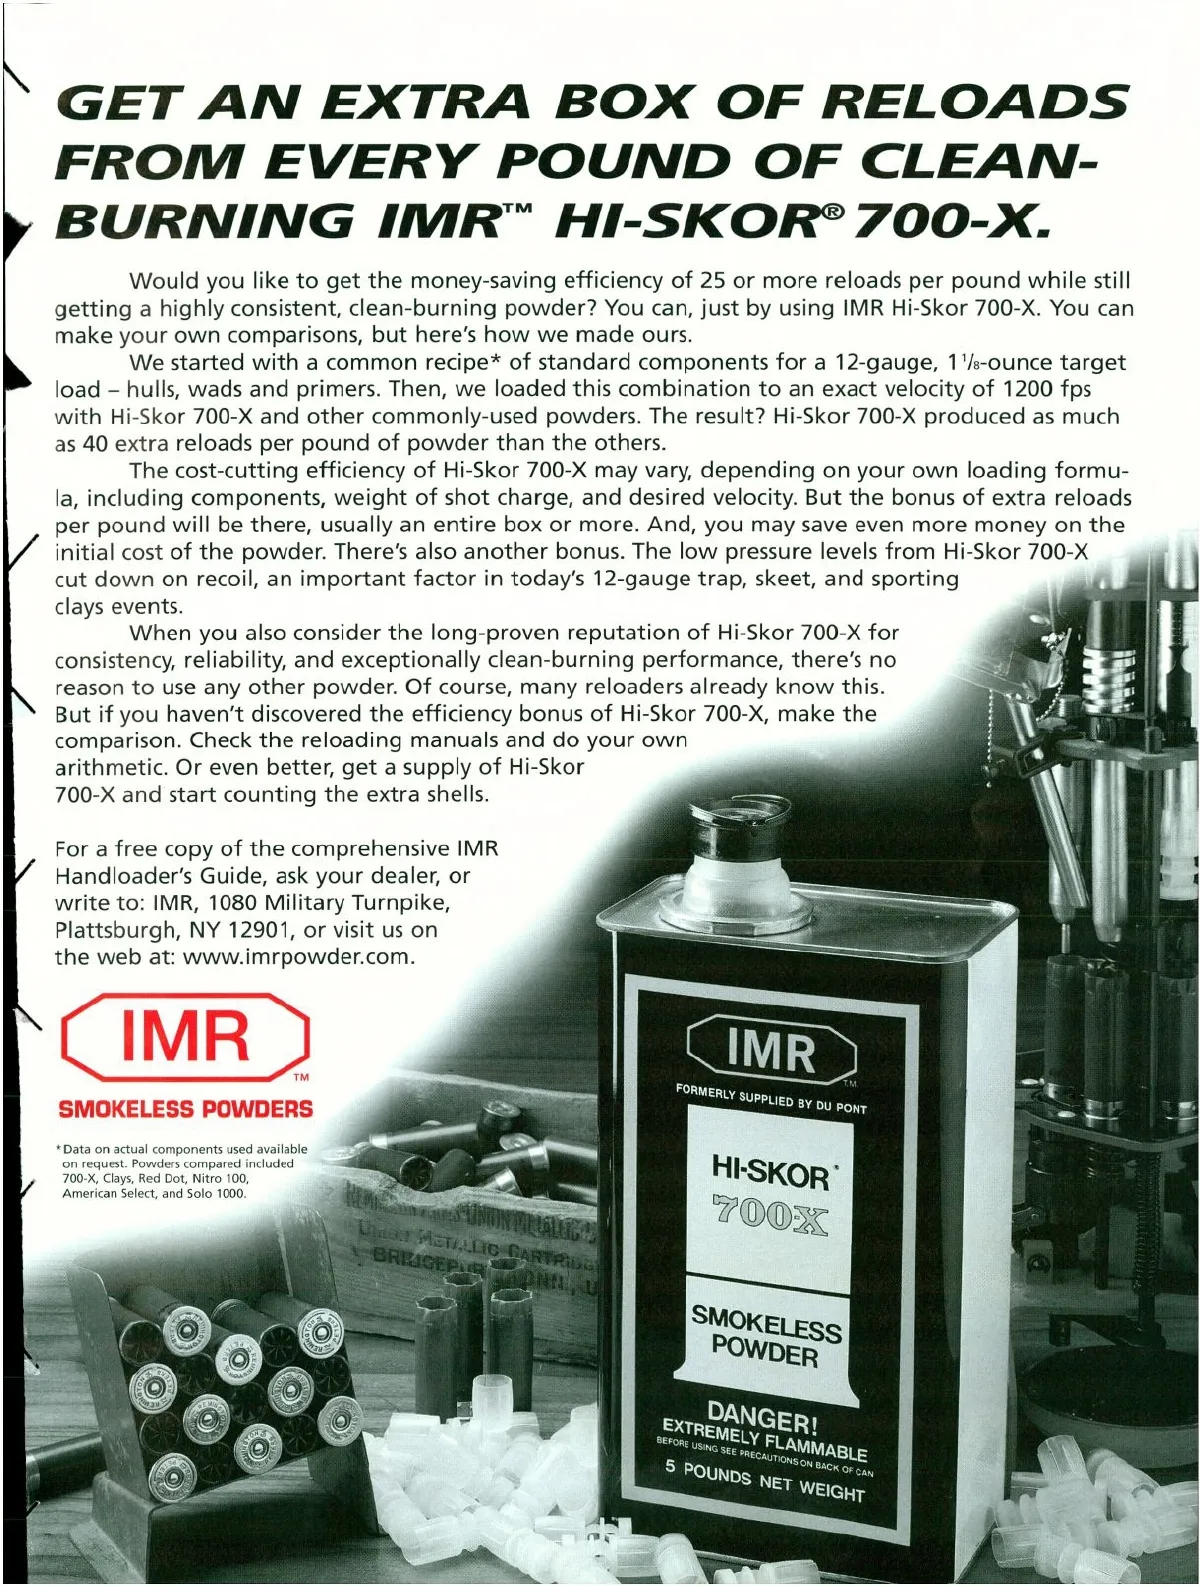 GET AN EXTRA BOX OF RELOADS
FROM EVERY POUND OF CLEAN-
BURNING IMR™ HI-SKOR® 700-X.
Would you like to get the money-saving efficiency of 25 or more reloads per pound while still
getting a highly consistent, clean-burning powder? You can, just by using IMR Hi-Skor 700-X. You can
make your own comparisons, but here's how we made ours.
We started with a common recipe* of standard components for a 12-gauge, 1 1/8-ounce target
load – hulls, wads and primers. Then, we loaded this combination to an exact velocity of 1200 fps
with Hi-Skor 700-X and other commonly-used powders. The result? Hi-Skor 700-X produced as much
as 40 extra reloads per pound of powder than the others.
The cost-cutting efficiency of Hi-Skor 700-X may vary, depending on your own loading formu-
la, including components, weight of shot charge, and desired velocity. But the bonus of extra reloads
per pound will be there, usually an entire box or more. And, you may save even more money on the
initial cost of the powder. There's also another bonus. The low pressure levels from Hi-Skor 700-X
cut down on recoil, an important factor in today's 12-gauge trap, skeet, and sporting
clays events.
When you also consider the long-proven reputation of Hi-Skor 700-X for
consistency, reliability, and exceptionally clean-burning performance, there's no
reason to use any other powder. Of course, many reloaders already know this.
But if you haven't discovered the efficiency bonus of Hi-Skor 700-X, make the
comparison. Check the reloading manuals and do your own
arithmetic. Or even better, get a supply of Hi-Skor
700-X and start counting the extra shells.
For a free copy of the comprehensive IMR
Handloader's Guide, ask your dealer, or
write to: IMR, 1080 Military Turnpike,
Plattsburgh, NY 12901, or visit us on
the web at: www.imrpowder.com.
IMR™
SMOKELESS POWDERS
*Data on actual components used available
on request. Powders compared included
700-X, Clays, Red Dot, Nitro 100,
American Select, and Solo 1000.
IMR
T.M.
FORMERLY SUPPLIED BY DU PONT
HI-SKOR*
700-X
SMOKELESS
POWDER
DANGER!
EXTREMELY FLAMMABLE
BEFORE USING SEE PRECAUTIONS ON BACK OF CAN
5 POUNDS NET WEIGHT
METALLIC CARTRIDG